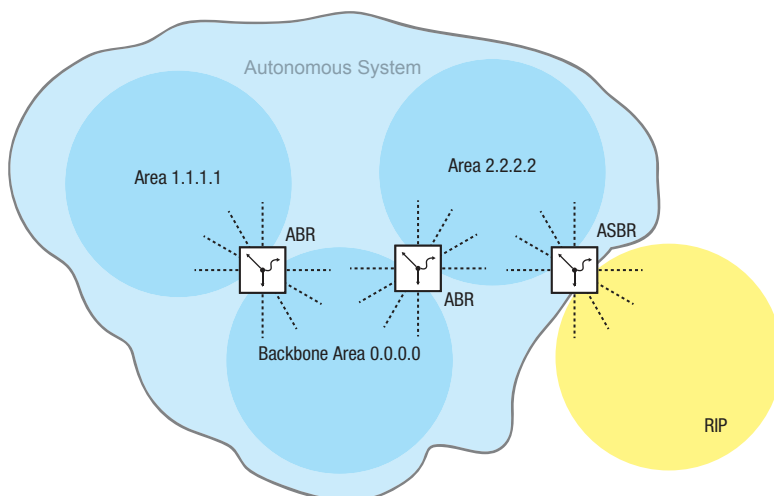 Autonomous System
Area 1.1.1.1
Area 2.2.2.2
ABR
ASBR
ABR
Backbone Area 0.0.0.0
RIP